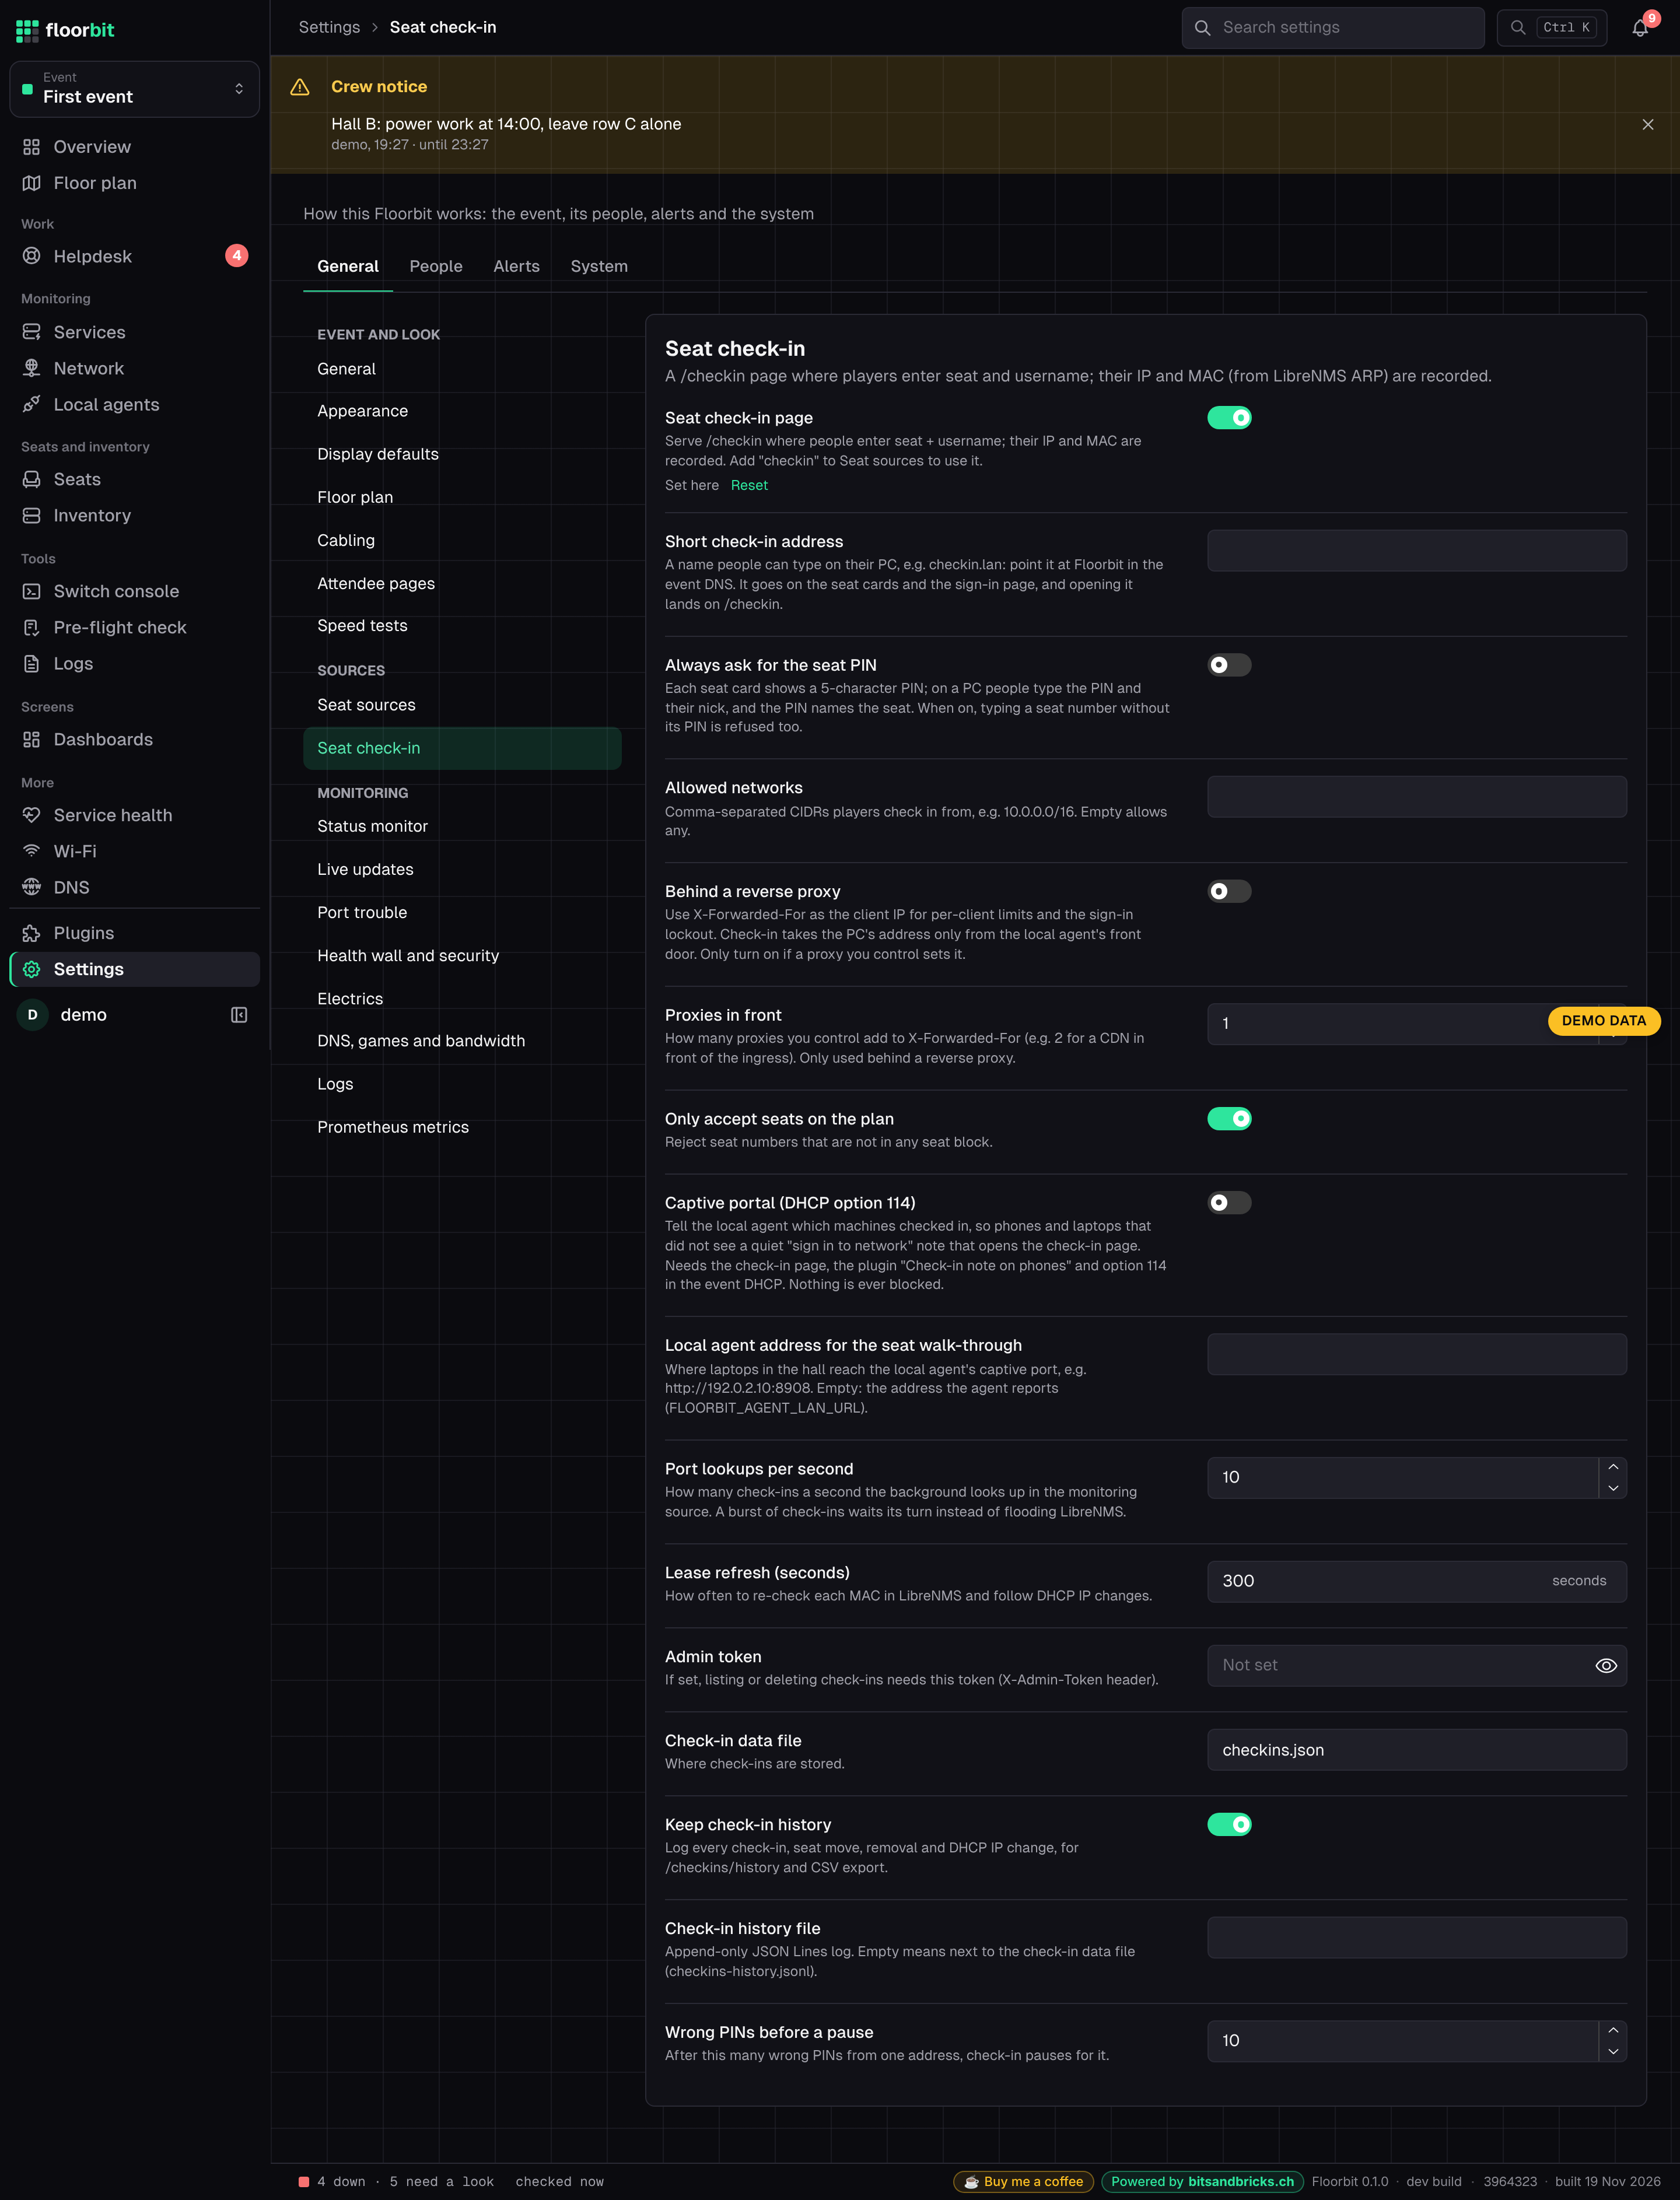 floorbit
Event
First event
Overview
Floor plan
Work
Helpdesk
4
Monitoring
Services
Network
Local agents
Seats and inventory
Seats
Inventory
Tools
Switch console
Pre-flight check
Logs
Screens
Dashboards
More
Service health
Wi-Fi
DNS
Plugins
Settings
D
demo
Settings > Seat check-in
Search settings
Ctrl K
9
Crew notice
Hall B: power work at 14:00, leave row C alone
demo, 19:27 · until 23:27
How this Floorbit works: the event, its people, alerts and the system
General
People
Alerts
System
EVENT AND LOOK
General
Appearance
Display defaults
Floor plan
Cabling
Attendee pages
Speed tests
SOURCES
Seat sources
Seat check-in
MONITORING
Status monitor
Live updates
Port trouble
Health wall and security
Electrics
DNS, games and bandwidth
Logs
Prometheus metrics
Seat check-in
A /checkin page where players enter seat and username; their IP and MAC (from LibreNMS ARP) are recorded.
Seat check-in page
Serve /checkin where people enter seat + username; their IP and MAC are
recorded. Add "checkin" to Seat sources to use it.
Set here Reset
Short check-in address
A name people can type on their PC, e.g. checkin.lan: point it at Floorbit in the
event DNS. It goes on the seat cards and the sign-in page, and opening it
lands on /checkin.
Always ask for the seat PIN
Each seat card shows a 5-character PIN; on a PC people type the PIN and
their nick, and the PIN names the seat. When on, typing a seat number without
its PIN is refused too.
Allowed networks
Comma-separated CIDRs players check in from, e.g. 10.0.0.0/16. Empty allows
any.
Behind a reverse proxy
Use X-Forwarded-For as the client IP for per-client limits and the sign-in
lockout. Check-in takes the PC's address only from the local agent's front
door. Only turn on if a proxy you control sets it.
Proxies in front
How many proxies you control add to X-Forwarded-For (e.g. 2 for a CDN in
front of the ingress). Only used behind a reverse proxy.
1
DEMO DATA
Only accept seats on the plan
Reject seat numbers that are not in any seat block.
Captive portal (DHCP option 114)
Tell the local agent which machines checked in, so phones and laptops that
did not see a quiet "sign in to network" note that opens the check-in page.
Needs the check-in page, the plugin "Check-in note on phones" and option 114
in the event DHCP. Nothing is ever blocked.
Local agent address for the seat walk-through
Where laptops in the hall reach the local agent's captive port, e.g.
http://192.0.2.10:8908. Empty: the address the agent reports
(FLOORBIT_AGENT_LAN_URL).
Port lookups per second
How many check-ins a second the background looks up in the monitoring
source. A burst of check-ins waits its turn instead of flooding LibreNMS.
10
Lease refresh (seconds)
How often to re-check each MAC in LibreNMS and follow DHCP IP changes.
300
seconds
Admin token
If set, listing or deleting check-ins needs this token (X-Admin-Token header).
Not set
Check-in data file
Where check-ins are stored.
checkins.json
Keep check-in history
Log every check-in, seat move, removal and DHCP IP change, for
/checkins/history and CSV export.
Check-in history file
Append-only JSON Lines log. Empty means next to the check-in data file
(checkins-history.jsonl).
Wrong PINs before a pause
After this many wrong PINs from one address, check-in pauses for it.
10
4 down · 5 need a look checked now
Buy me a coffee
Powered by bitsandbricks.ch
Floorbit 0.1.0 · dev build · 3964323 · built 19 Nov 2026